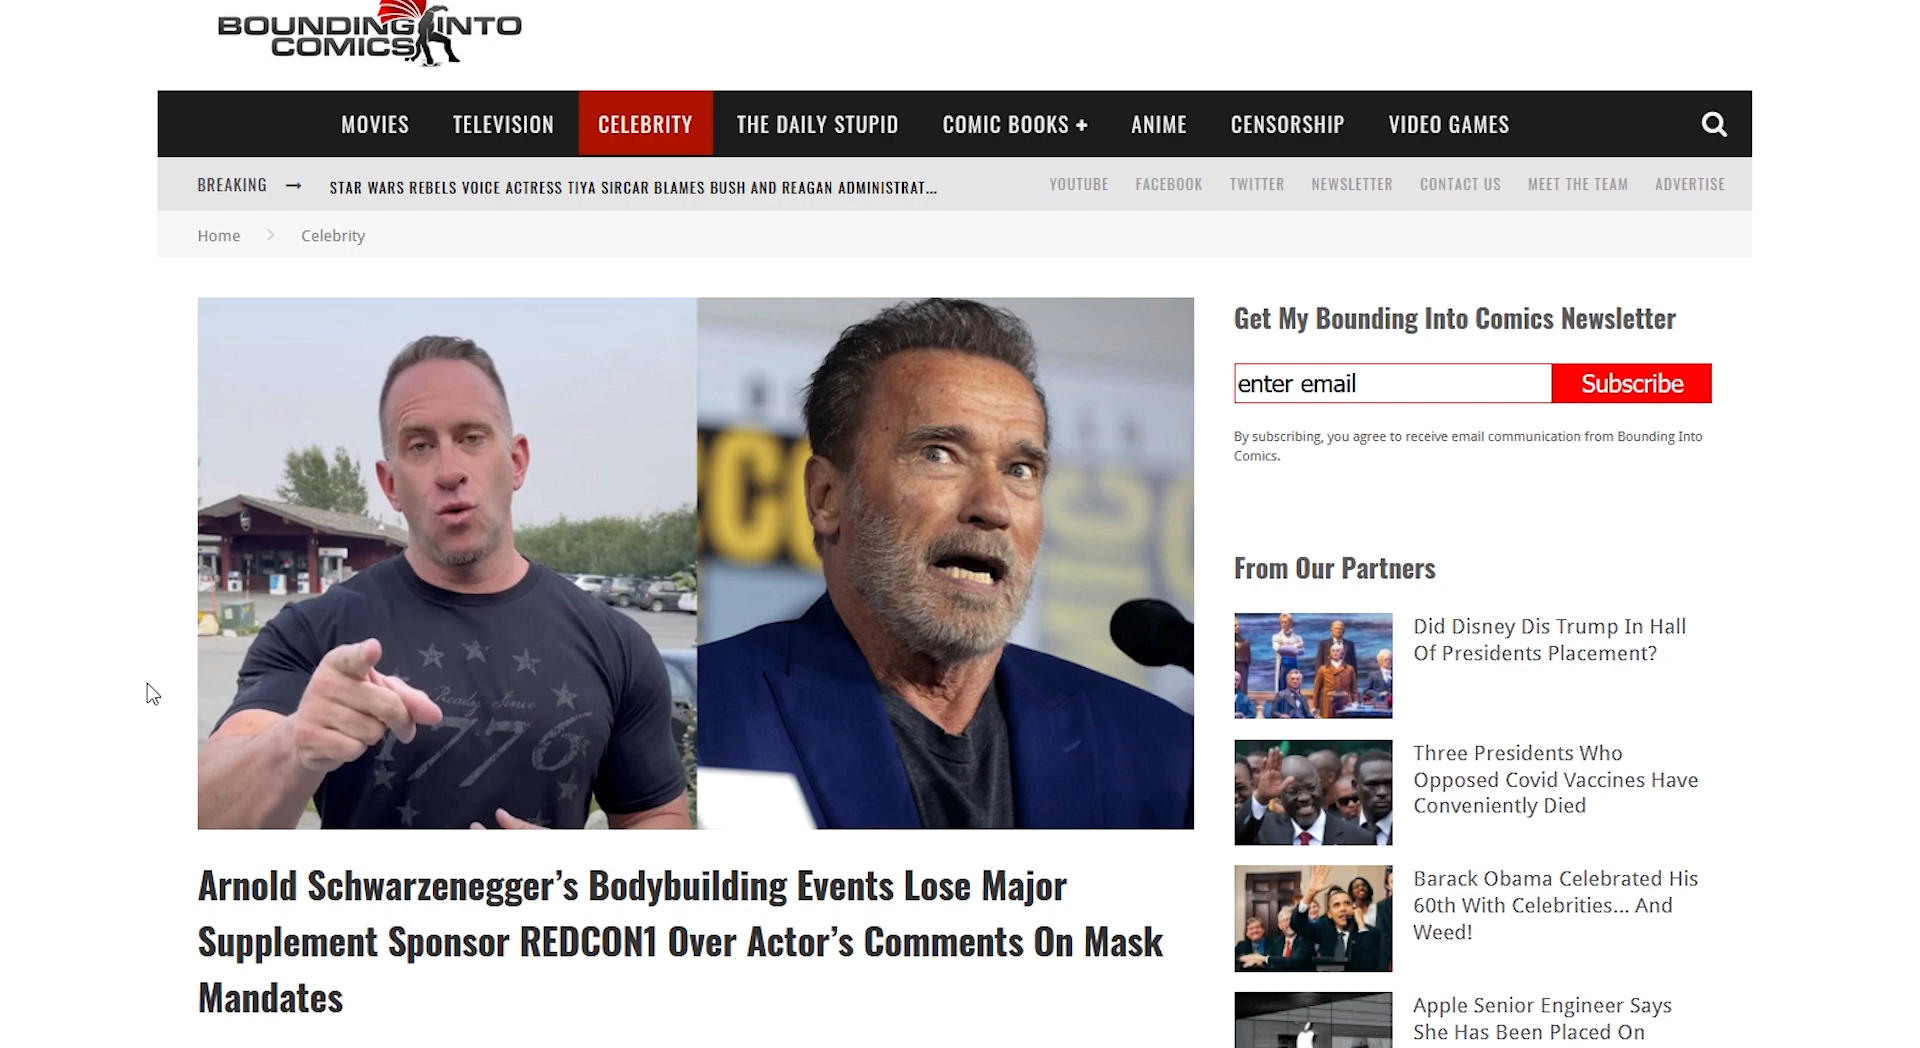 BOUNDING INTO
COMICS
MOVIES TELEVISION CELEBRITY THE DAILY STUPID COMIC BOOKS + ANIME CENSORSHIP VIDEO GAMES
BREAKING → STAR WARS REBELS VOICE ACTRESS TIYA SIRCAR BLAMES BUSH AND REAGAN ADMINISTRAT... YOUTUBE FACEBOOK TWITTER NEWSLETTER CONTACT US MEET THE TEAM ADVERTISE
Home > Celebrity
Ready Since
1776
Arnold Schwarzenegger's Bodybuilding Events Lose Major
Supplement Sponsor REDCON1 Over Actor's Comments On Mask
Mandates
Get My Bounding Into Comics Newsletter
enter email Subscribe
By subscribing, you agree to receive email communication from Bounding Into
Comics.
From Our Partners
Did Disney Dis Trump In Hall
Of Presidents Placement?
Three Presidents Who
Opposed Covid Vaccines Have
Conveniently Died
Barack Obama Celebrated His
60th With Celebrities... And
Weed!
Apple Senior Engineer Says
She Has Been Placed On